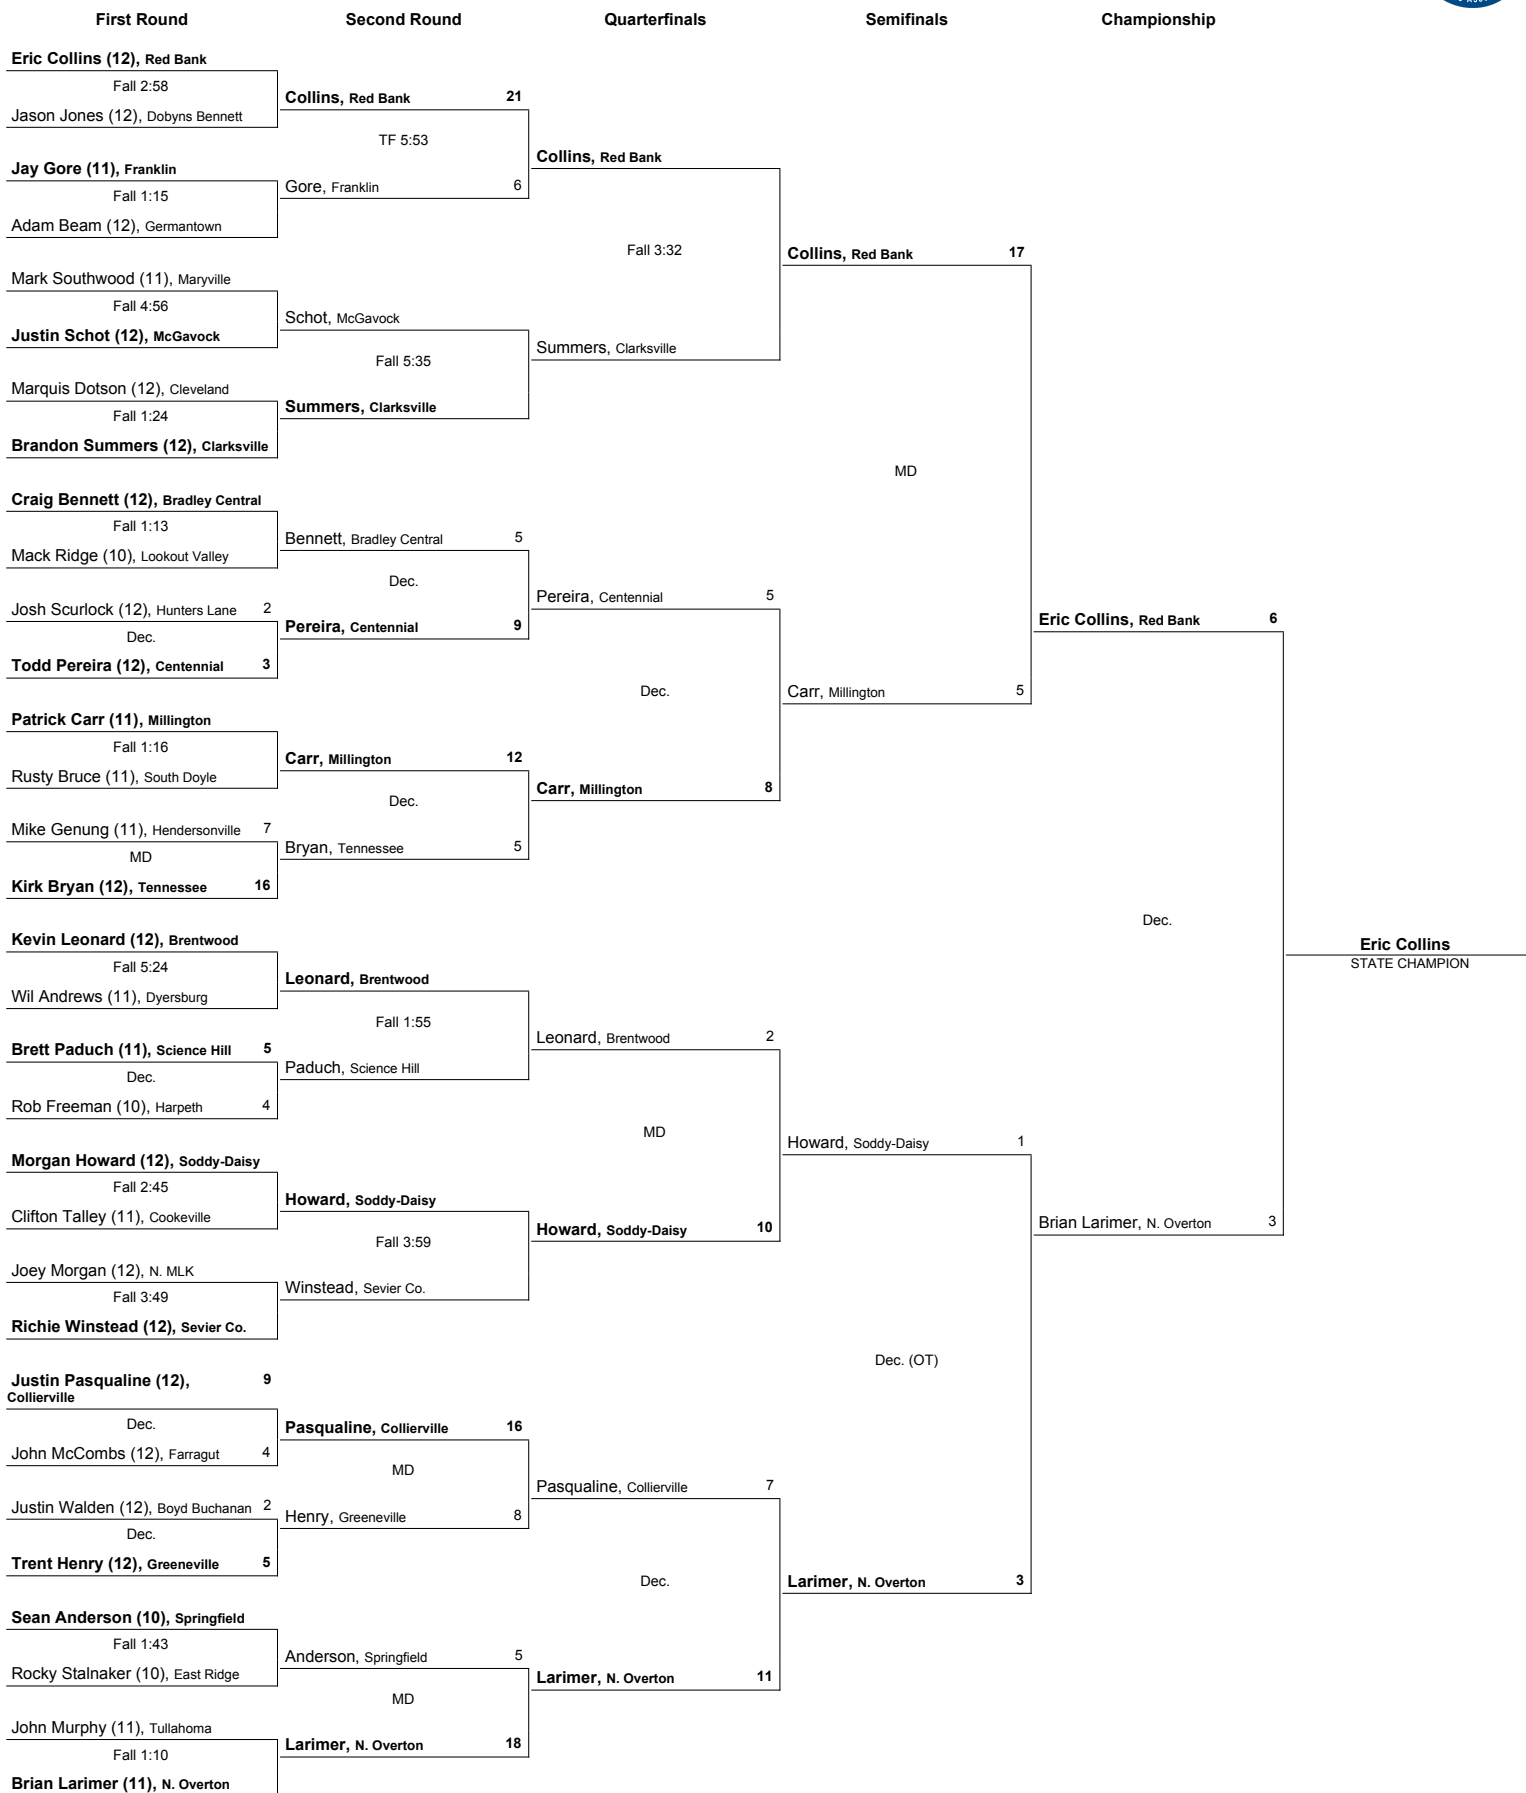 First Round
Second Round
Quarterfinals
Semifinals
Championship
Eric Collins (12), Red Bank
Fall 2:58
Jason Jones (12), Dobyns Bennett
Jay Gore (11), Franklin
Fall 1:15
Adam Beam (12), Germantown
Mark Southwood (11), Maryville
Fall 4:56
Justin Schot (12), McGavock
Marquis Dotson (12), Cleveland
Fall 1:24
Brandon Summers (12), Clarksville
Craig Bennett (12), Bradley Central
Fall 1:13
Mack Ridge (10), Lookout Valley
Josh Scurlock (12), Hunters Lane 2
Dec.
Todd Pereira (12), Centennial 3
Patrick Carr (11), Millington
Fall 1:16
Rusty Bruce (11), South Doyle
Mike Genung (11), Hendersonville 7
MD
Kirk Bryan (12), Tennessee 16
Kevin Leonard (12), Brentwood
Fall 5:24
Wil Andrews (11), Dyersburg
Brett Paduch (11), Science Hill 5
Dec.
Rob Freeman (10), Harpeth 4
Morgan Howard (12), Soddy-Daisy
Fall 2:45
Clifton Talley (11), Cookeville
Joey Morgan (12), N. MLK
Fall 3:49
Richie Winstead (12), Sevier Co.
Justin Pasqualine (12), 9
Collierville
Dec.
John McCombs (12), Farragut 4
Justin Walden (12), Boyd Buchanan 2
Dec.
Trent Henry (12), Greeneville 5
Sean Anderson (10), Springfield
Fall 1:43
Rocky Stalnaker (10), East Ridge
John Murphy (11), Tullahoma
Fall 1:10
Brian Larimer (11), N. Overton
Collins, Red Bank 21
TF 5:53
Gore, Franklin 6
Schot, McGavock
Fall 5:35
Summers, Clarksville
Bennett, Bradley Central 5
Dec.
Pereira, Centennial 9
Carr, Millington 12
Dec.
Bryan, Tennessee 5
Leonard, Brentwood
Fall 1:55
Paduch, Science Hill
Howard, Soddy-Daisy
Fall 3:59
Winstead, Sevier Co.
Pasqualine, Collierville 16
MD
Henry, Greeneville 8
Anderson, Springfield 5
MD
Larimer, N. Overton 18
Collins, Red Bank
Fall 3:32
Summers, Clarksville
Pereira, Centennial 5
Dec.
Carr, Millington 8
Leonard, Brentwood 2
MD
Howard, Soddy-Daisy 10
Pasqualine, Collierville 7
Dec.
Larimer, N. Overton 11
Collins, Red Bank 17
MD
Carr, Millington 5
Howard, Soddy-Daisy 1
Dec. (OT)
Larimer, N. Overton 3
Eric Collins, Red Bank 6
Dec.
Brian Larimer, N. Overton 3
Eric Collins
STATE CHAMPION